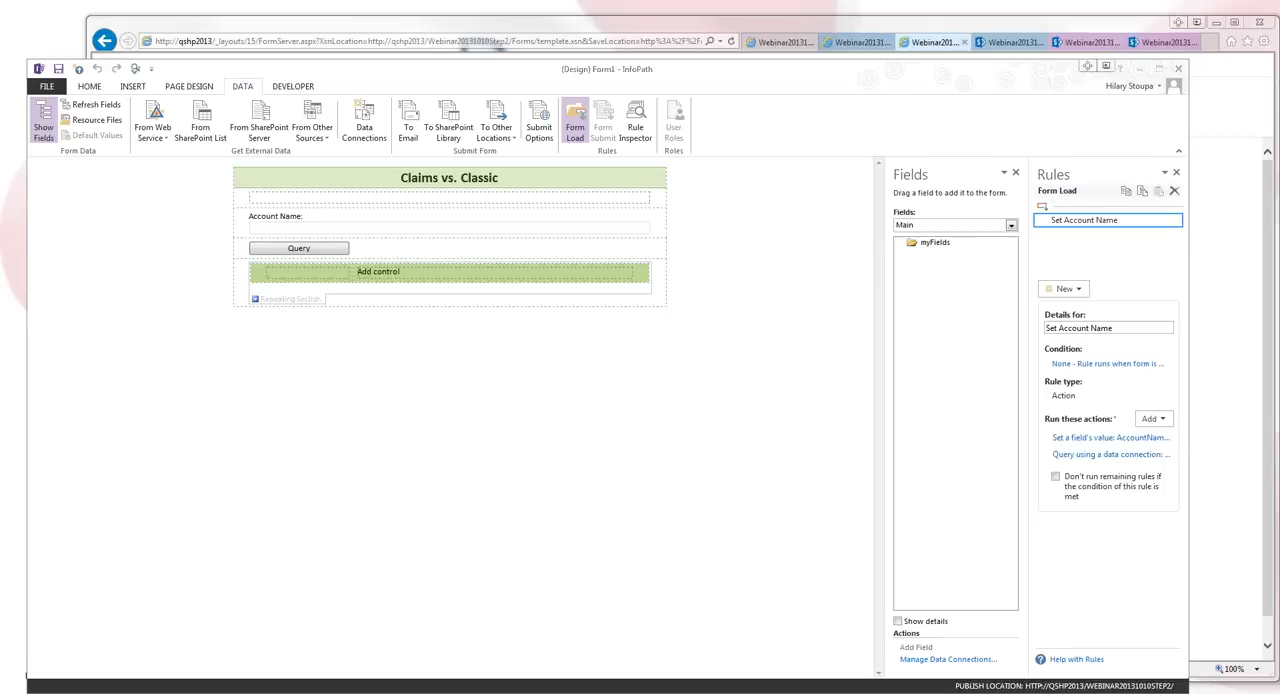 http://qshp2013/_layouts/15/FormServer.aspx?XsnLocation=http://qshp2013/Webinar20131010Step2/Forms/template.xsn&SaveLocation=http%3A%2F%2F
Webinar20131...
Webinar201310...
Webinar201...
Webinar201310...
Webinar201310...
Webinar201310...
(Design) Form1 - InfoPath
FILE
HOME
INSERT
PAGE DESIGN
DATA
DEVELOPER
Hilary Stoupa
Show Fields
Refresh Fields
Resource Files
Default Values
From Web Service
From SharePoint List
From SharePoint Server
From Other Sources
Data Connections
To Email
To SharePoint Library
To Other Locations
Submit Options
Form Load
Form Submit
Rule Inspector
User Roles
Form Data
Get External Data
Submit Form
Rules
Roles
Claims vs. Classic
Account Name:
Query
Add control
Repeating Section
Fields
Drag a field to add it to the form.
Fields:
Main
myFields
Show details
Actions
Add Field
Manage Data Connections...
Rules
Form Load
Set Account Name
New
Details for:
Set Account Name
Condition:
None - Rule runs when form is ...
Rule type:
Action
Run these actions: *
Add
Set a field's value: AccountNam...
Query using a data connection: ...
Don't run remaining rules if
the condition of this rule is
met
Help with Rules
100%
PUBLISH LOCATION: HTTP://QSHP2013/WEBINAR20131010STEP2/